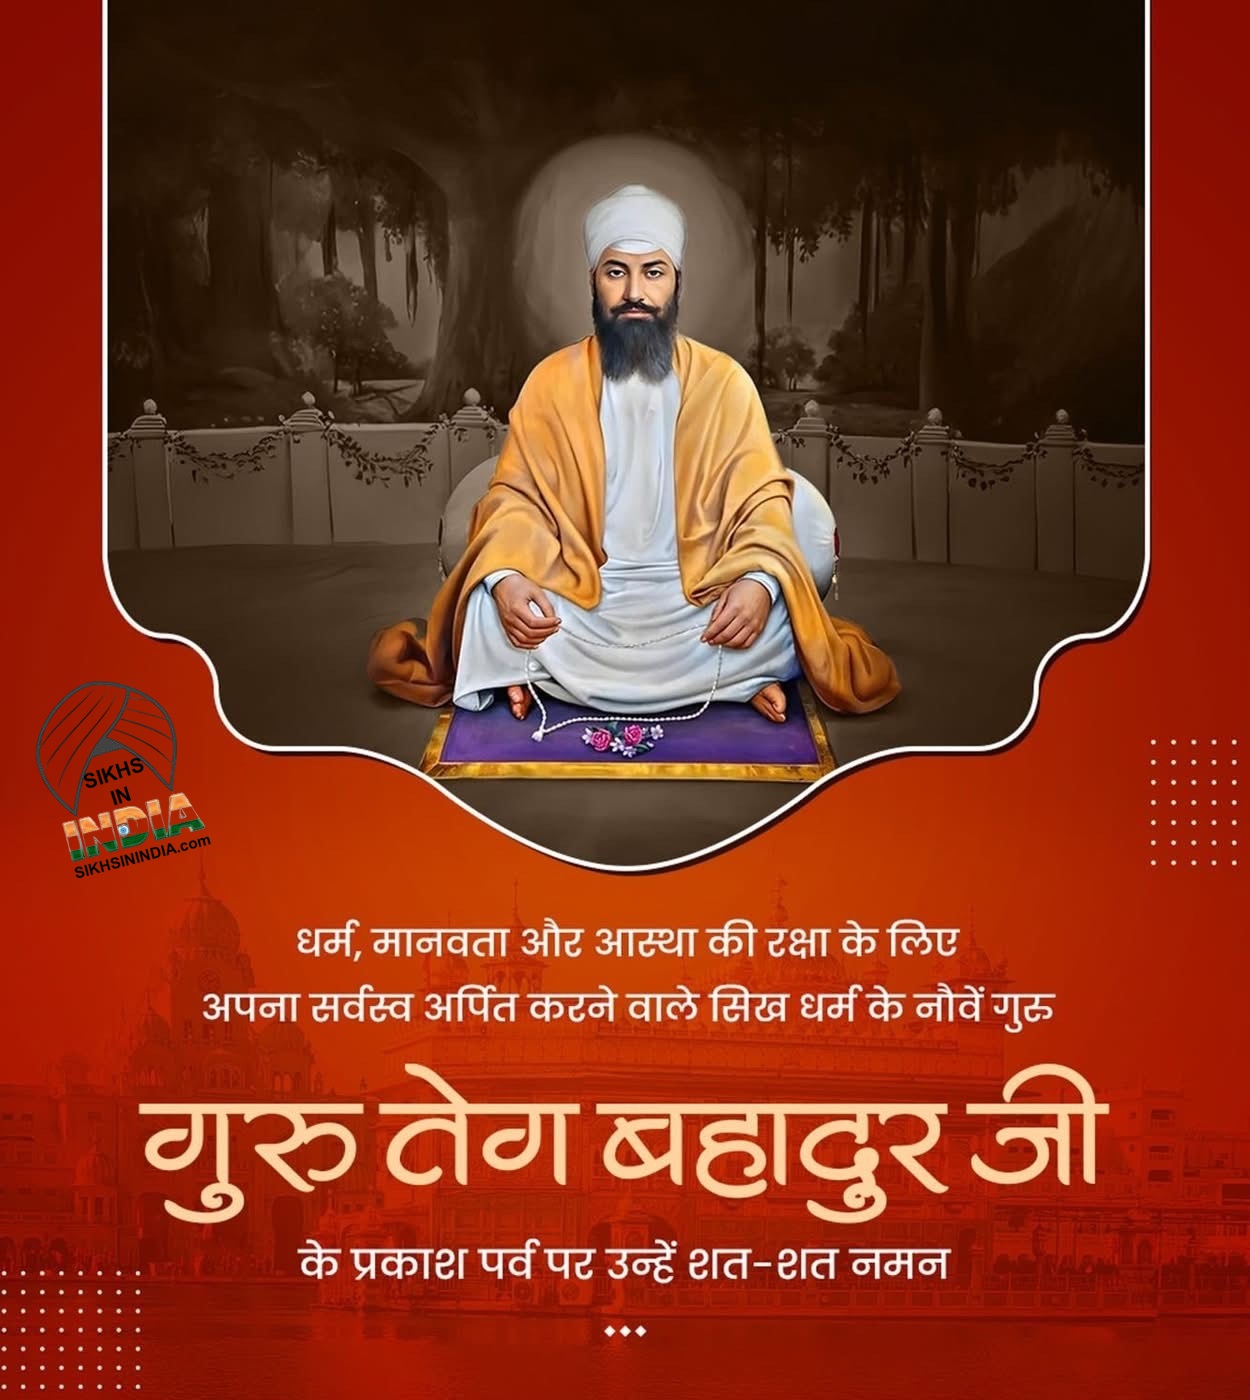 SIKHS
IN
INDIA
SIKHSININDIA.com
धर्म, मानवता और आस्था की रक्षा के लिए
अपना सर्वस्व अर्पित करने वाले सिख धर्म के नौवें गुरु
गुरु तेग बहादुर जी
के प्रकाश पर्व पर उन्हें शत-शत नमन